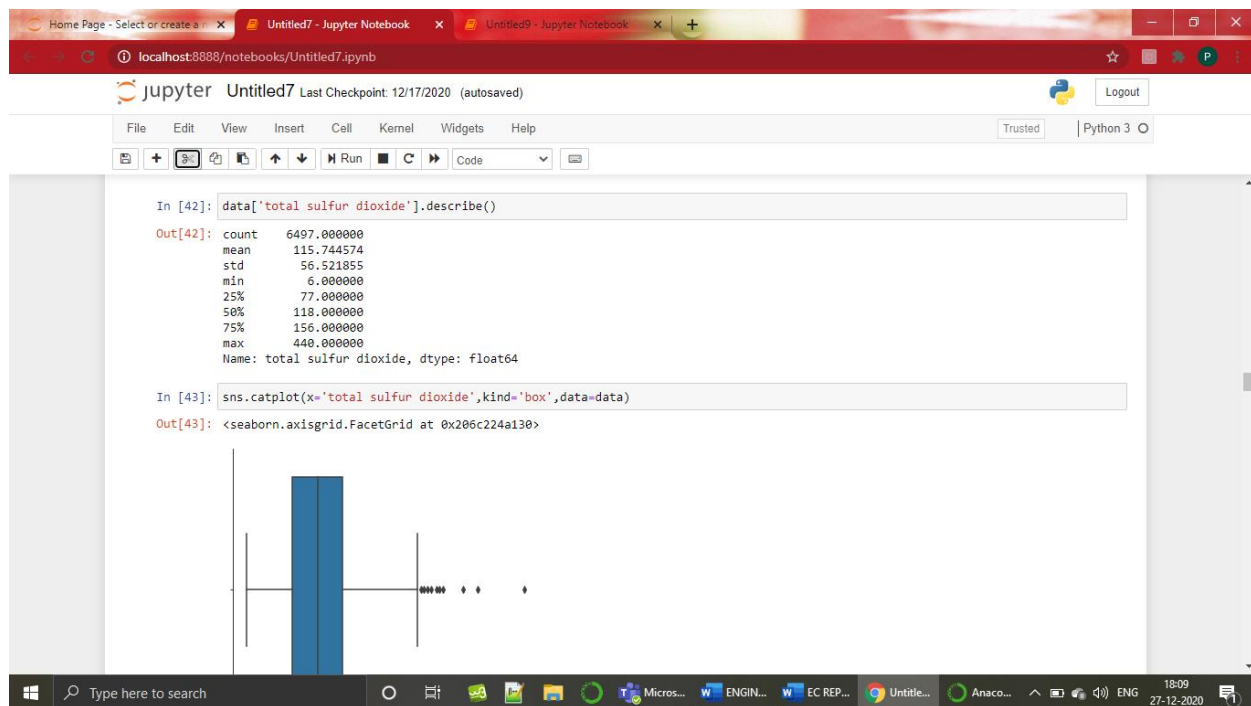 Home Page - Select or create a n
Untitled7 - Jupyter Notebook
Untitled9 - Jupyter Notebook
localhost:8888/notebooks/Untitled7.ipynb
P
jupyter Untitled7 Last Checkpoint: 12/17/2020 (autosaved)
Logout
File Edit View Insert Cell Kernel Widgets Help
Trusted
Python 3
Run
Code
In [42]: data['total sulfur dioxide'].describe()
Out[42]: count 6497.000000
mean 115.744574
std 56.521855
min 6.000000
25% 77.000000
50% 118.000000
75% 156.000000
max 440.000000
Name: total sulfur dioxide, dtype: float64
In [43]: sns.catplot(x='total sulfur dioxide',kind='box',data=data)
Out[43]: <seaborn.axisgrid.FacetGrid at 0x206c224a130>
Type here to search
Micros...
ENGIN...
EC REP...
Untitle...
Anaco...
ENG
18:09
27-12-2020
1